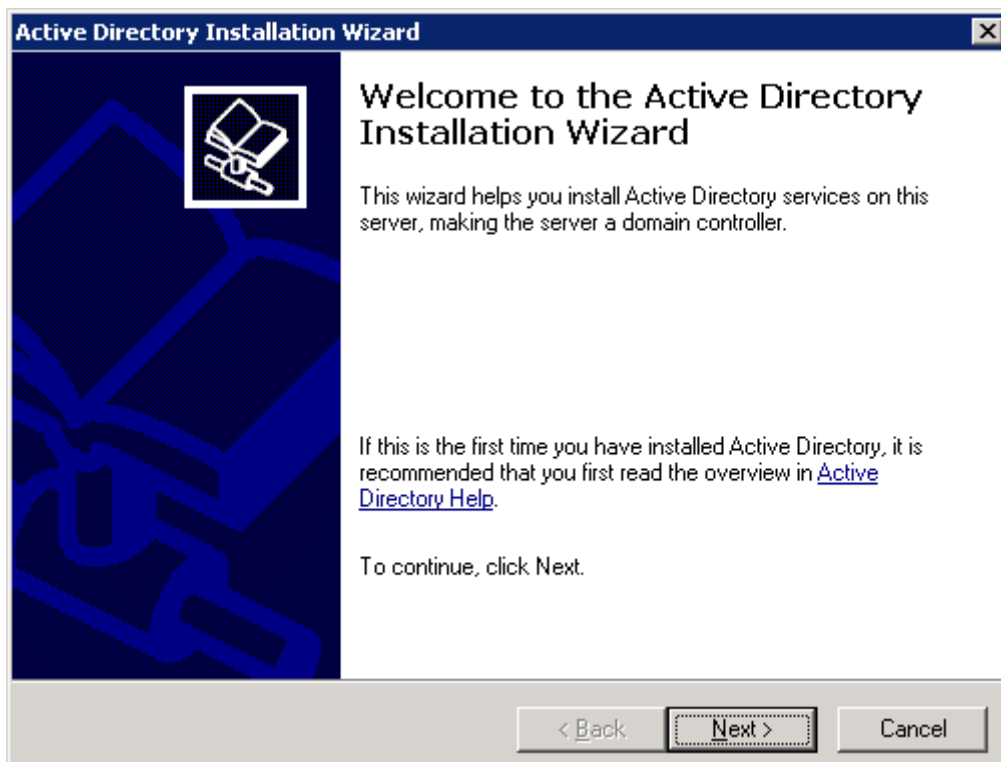 Active Directory Installation Wizard
Welcome to the Active Directory
Installation Wizard
This wizard helps you install Active Directory services on this
server, making the server a domain controller.
If this is the first time you have installed Active Directory, it is
recommended that you first read the overview in Active
Directory Help.
To continue, click Next.
< Back
Next >
Cancel